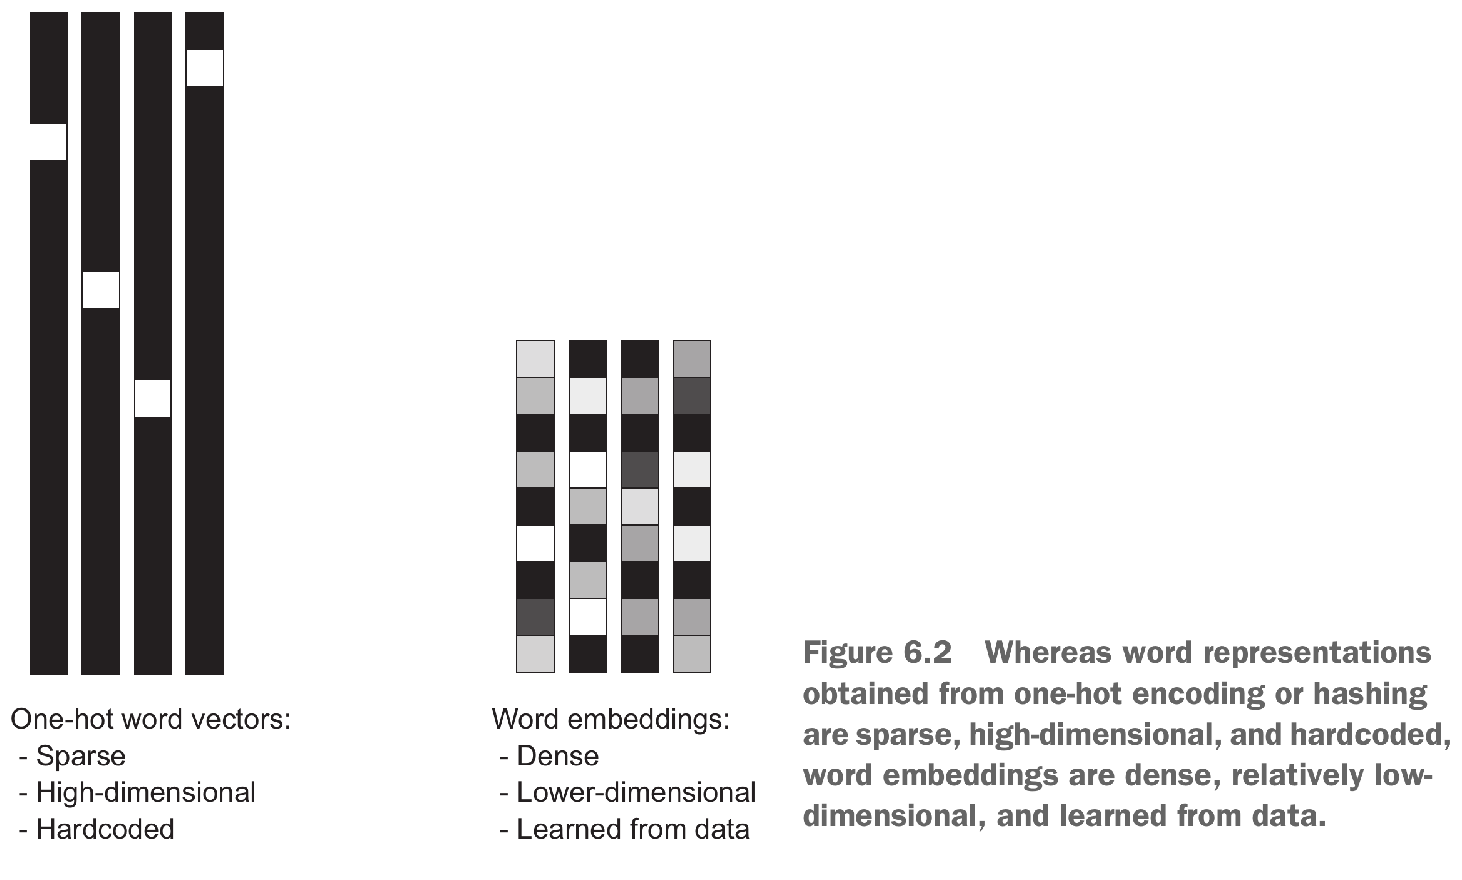 One-hot word vectors:
- Sparse
- High-dimensional
- Hardcoded
Word embeddings:
- Dense
- Lower-dimensional
- Learned from data
Figure 6.2 Whereas word representations
obtained from one-hot encoding or hashing
are sparse, high-dimensional, and hardcoded,
word embeddings are dense, relatively low-
dimensional, and learned from data.